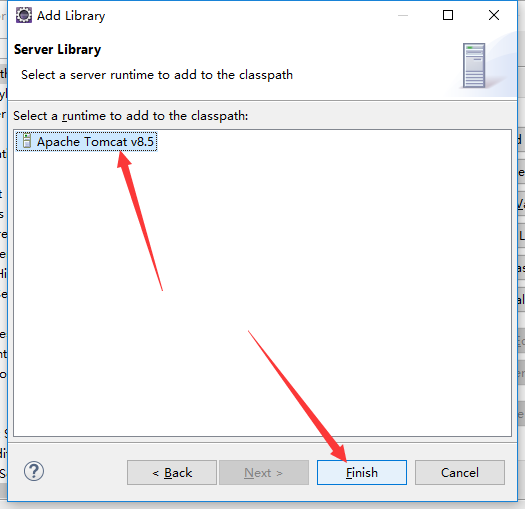 Add Library
Server Library
Select a server runtime to add to the classpath
Select a runtime to add to the classpath:
Apache Tomcat v8.5
?
< Back
Next >
Finish
Cancel